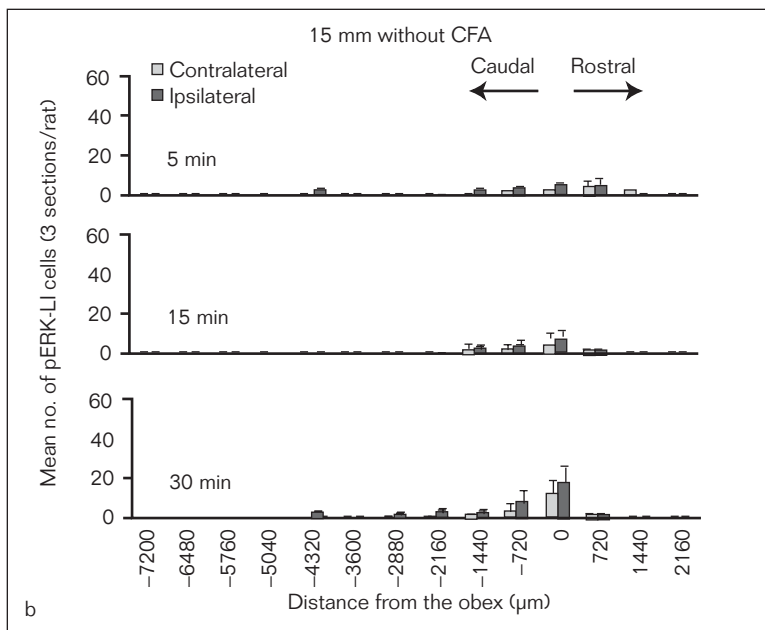 15 mm without CFA
Contralateral
Ipsilateral
Caudal
Rostral
Mean no. of pERK-LI cells (3 sections/rat)
60
40
20
0
5 min
60
40
20
0
15 min
60
40
20
0
30 min
−7200
−6480
−5760
−5040
−4320
−3600
−2880
−2160
−1440
−720
0
720
1440
2160
Distance from the obex (µm)
b